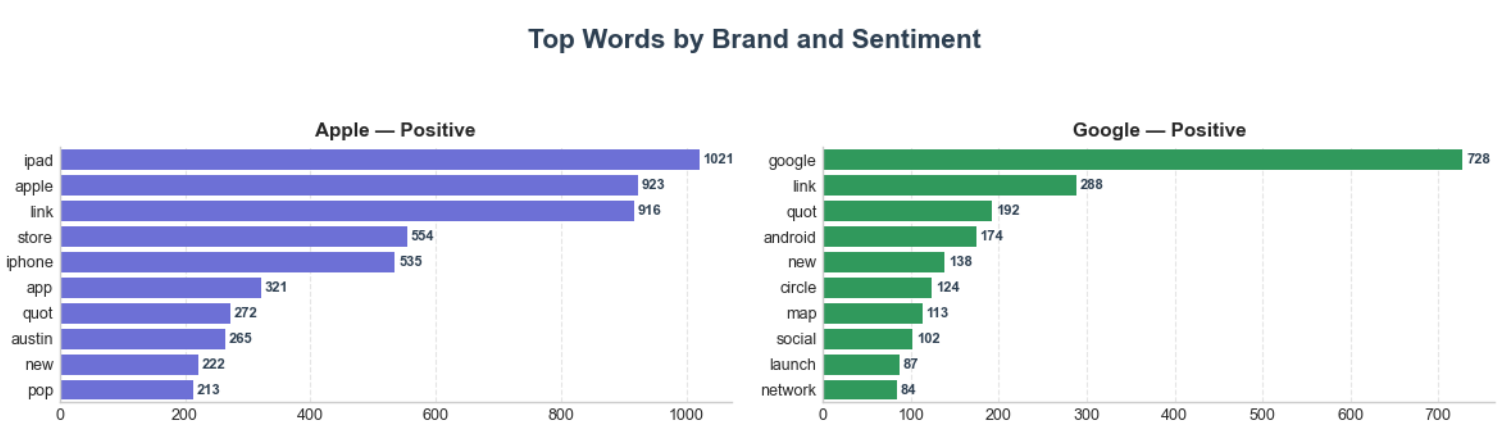 Top Words by Brand and Sentiment
Apple — Positive
ipad 1021
apple 923
link 916
store 554
iphone 535
app 321
quot 272
austin 265
new 222
pop 213
0 200 400 600 800 1000
Google — Positive
google 728
link 288
quot 192
android 174
new 138
circle 124
map 113
social 102
launch 87
network 84
0 100 200 300 400 500 600 700